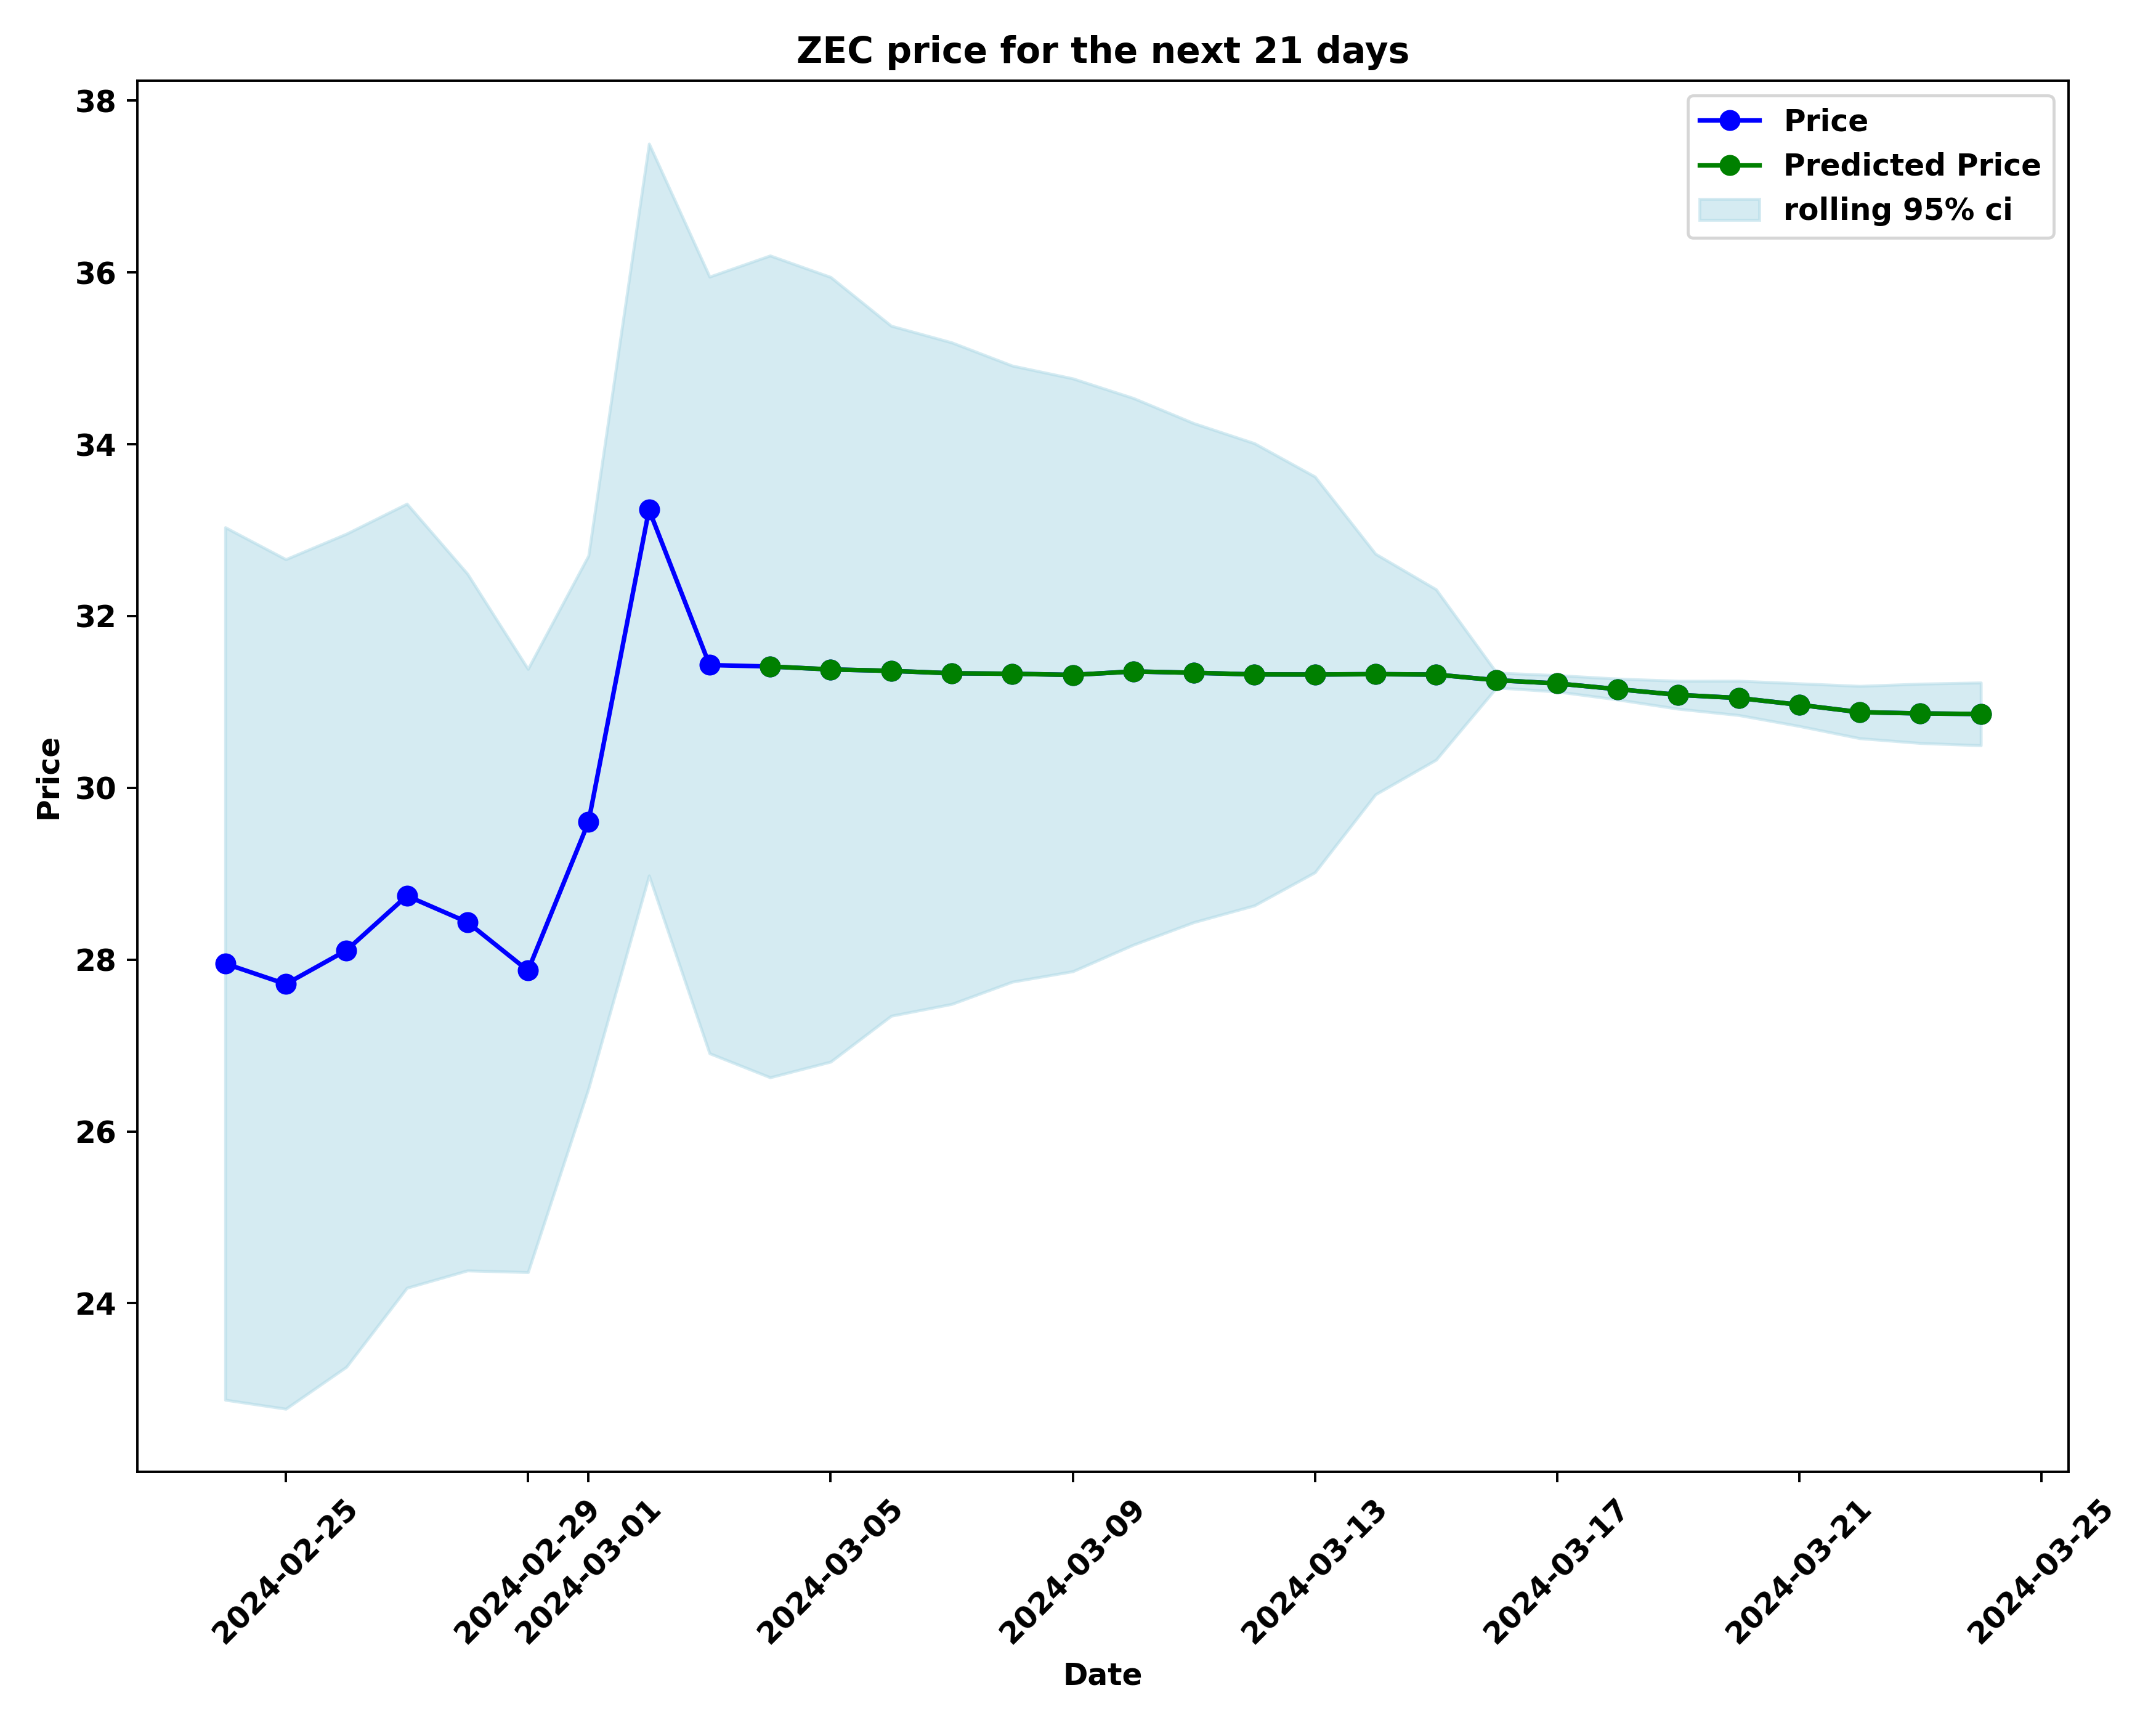 ZEC price for the next 21 days
Price
Predicted Price
rolling 95% ci
38
36
34
32
30
28
26
24
Price
2024-02-25
2024-02-29
2024-03-01
2024-03-05
2024-03-09
2024-03-13
2024-03-17
2024-03-21
2024-03-25
Date